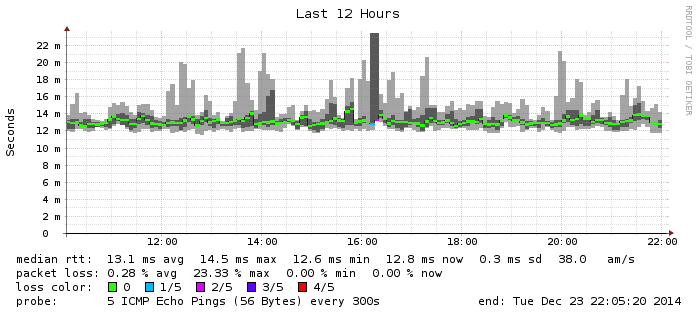 Last 12 Hours
RRDTOOL / TOBI OETIKER
Seconds
22 m
20 m
18 m
16 m
14 m
12 m
10 m
8 m
6 m
4 m
2 m
0
12:00 14:00 16:00 18:00 20:00 22:00
median rtt: 13.1 ms avg 14.5 ms max 12.6 ms min 12.8 ms now 0.3 ms sd 38.0 am/s
packet loss: 0.28 % avg 23.33 % max 0.00 % min 0.00 % now
loss color: 0 1/5 2/5 3/5 4/5
probe: 5 ICMP Echo Pings (56 Bytes) every 300s end: Tue Dec 23 22:05:20 2014